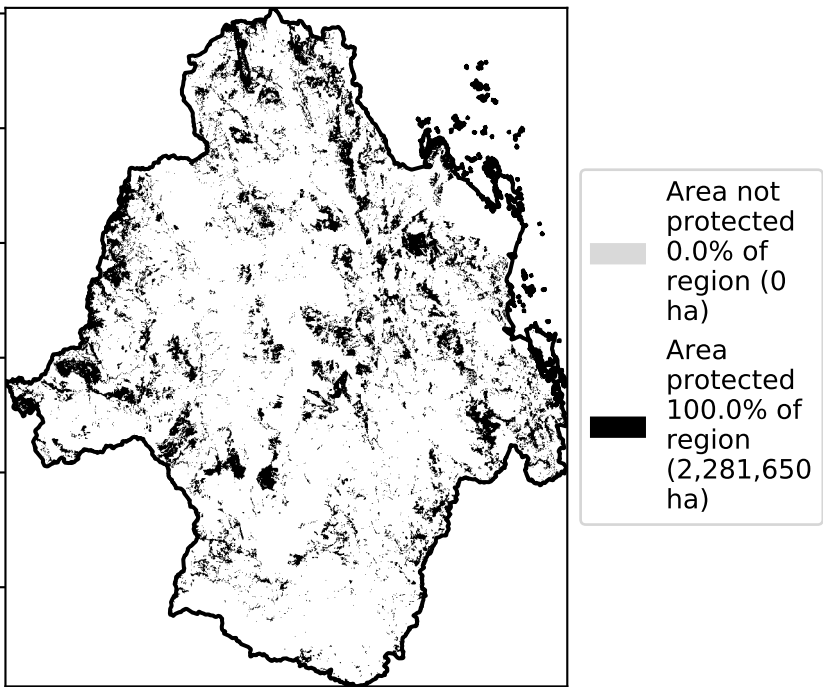 Area not
protected
0.0% of
region (0
ha)
Area
protected
100.0% of
region
(2,281,650
ha)